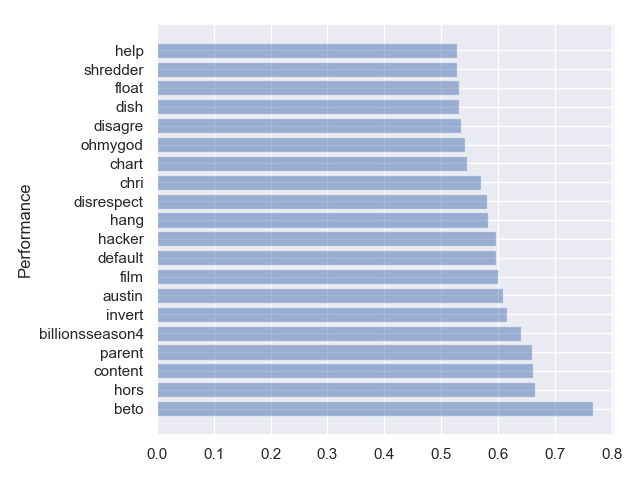 help
shredder
float
dish
disagre
ohmygod
chart
chri
disrespect
hang
hacker
default
film
austin
invert
billionsseason4
parent
content
hors
beto
Performance
0.0 0.1 0.2 0.3 0.4 0.5 0.6 0.7 0.8